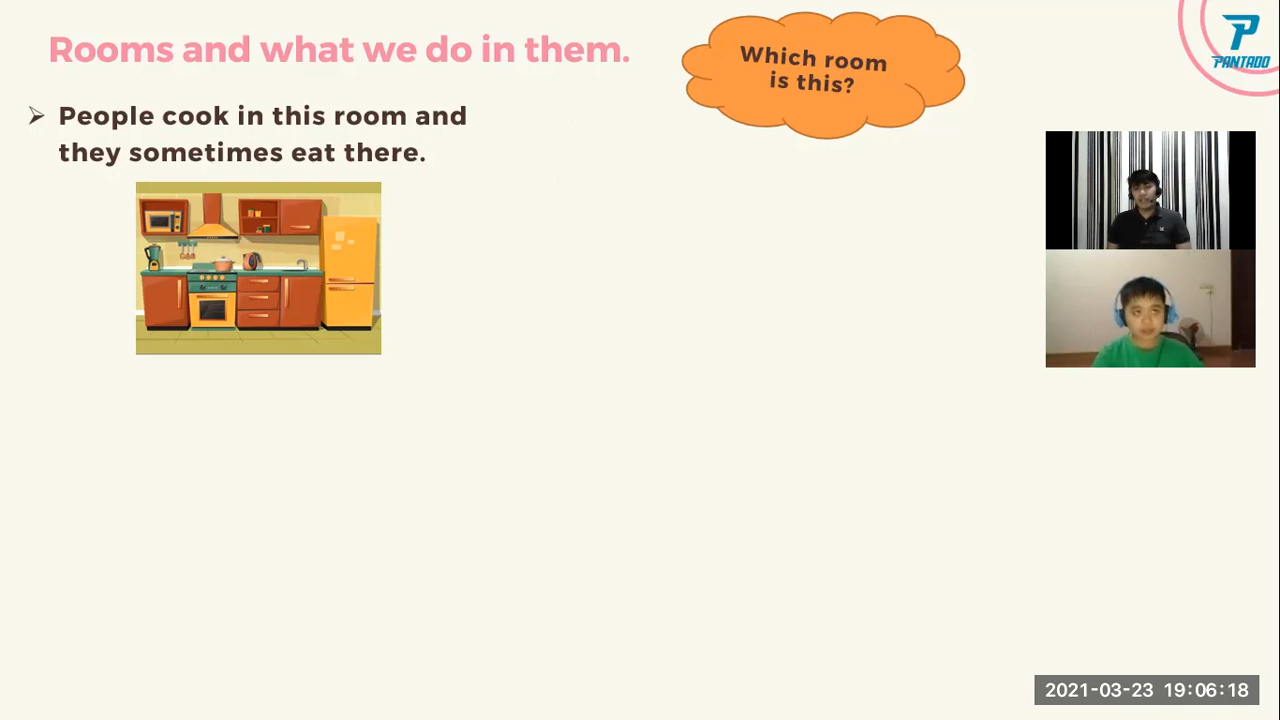 Rooms and what we do in them.
Which room
is this?
PANTADO
➢ People cook in this room and
they sometimes eat there.
2021-03-23 19:06:18